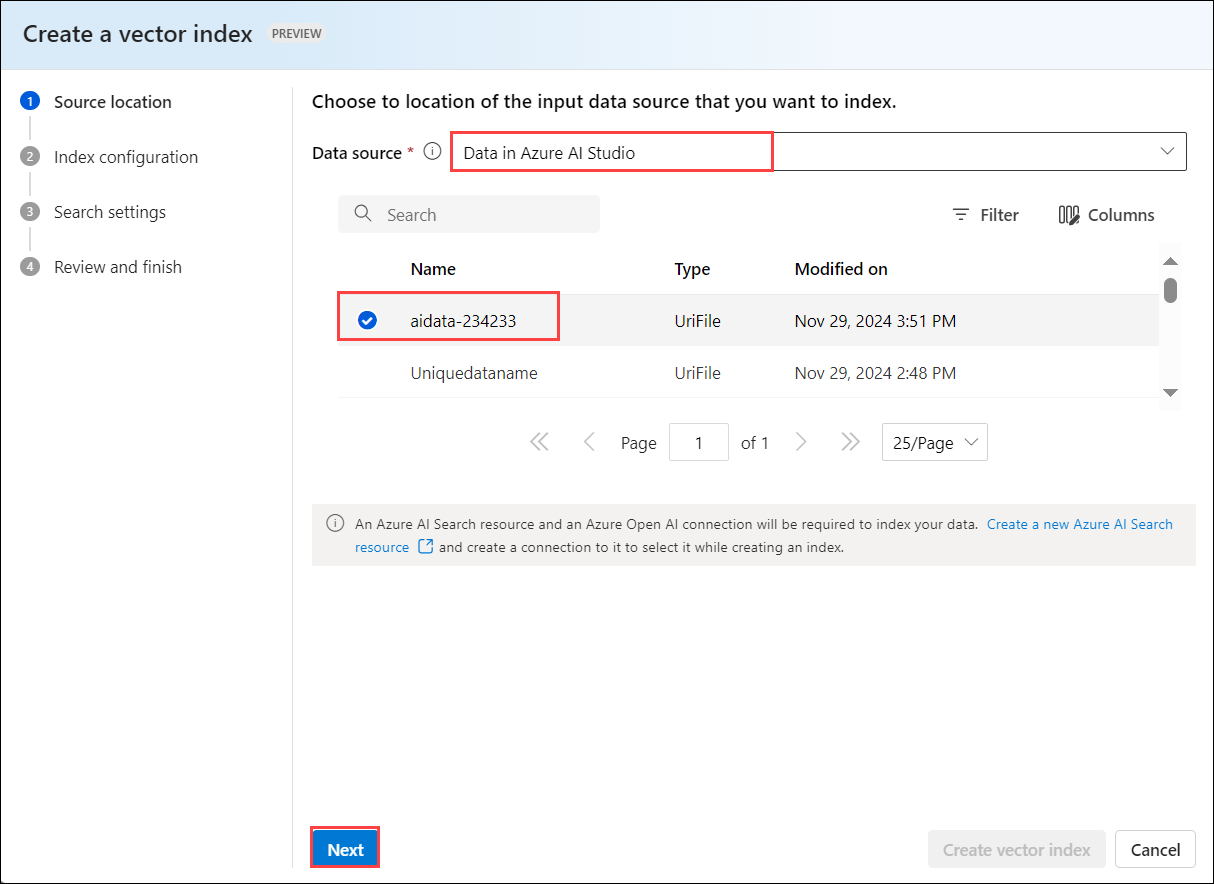 Create a vector index PREVIEW
1 Source location
2 Index configuration
3 Search settings
4 Review and finish
Choose to location of the input data source that you want to index.
Data source * Data in Azure AI Studio
Search
Filter
Columns
Name Type Modified on
aidata-234233 UriFile Nov 29, 2024 3:51 PM
Uniquedataname UriFile Nov 29, 2024 2:48 PM
Page 1 of 1 25/Page
An Azure AI Search resource and an Azure Open AI connection will be required to index your data. Create a new Azure AI Search
resource and create a connection to it to select it while creating an index.
Next
Create vector index
Cancel